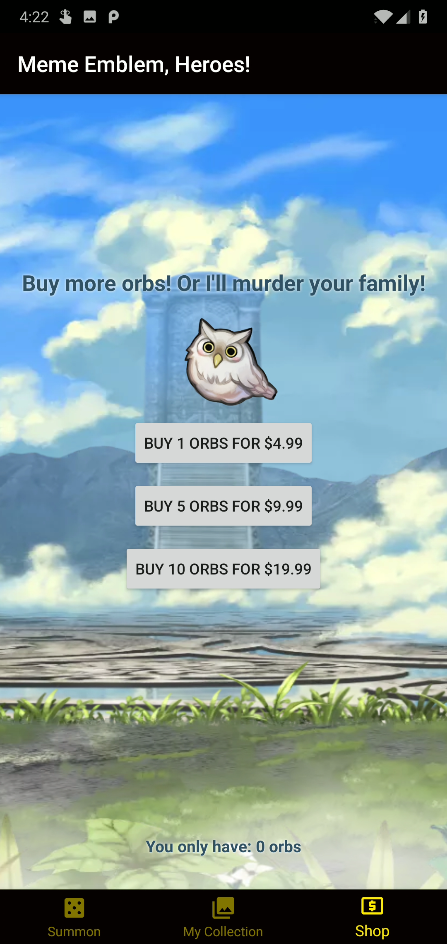 4:22
Meme Emblem, Heroes!
Buy more orbs! Or I'll murder your family!
BUY 1 ORBS FOR $4.99
BUY 5 ORBS FOR $9.99
BUY 10 ORBS FOR $19.99
You only have: 0 orbs
Summon
My Collection
Shop